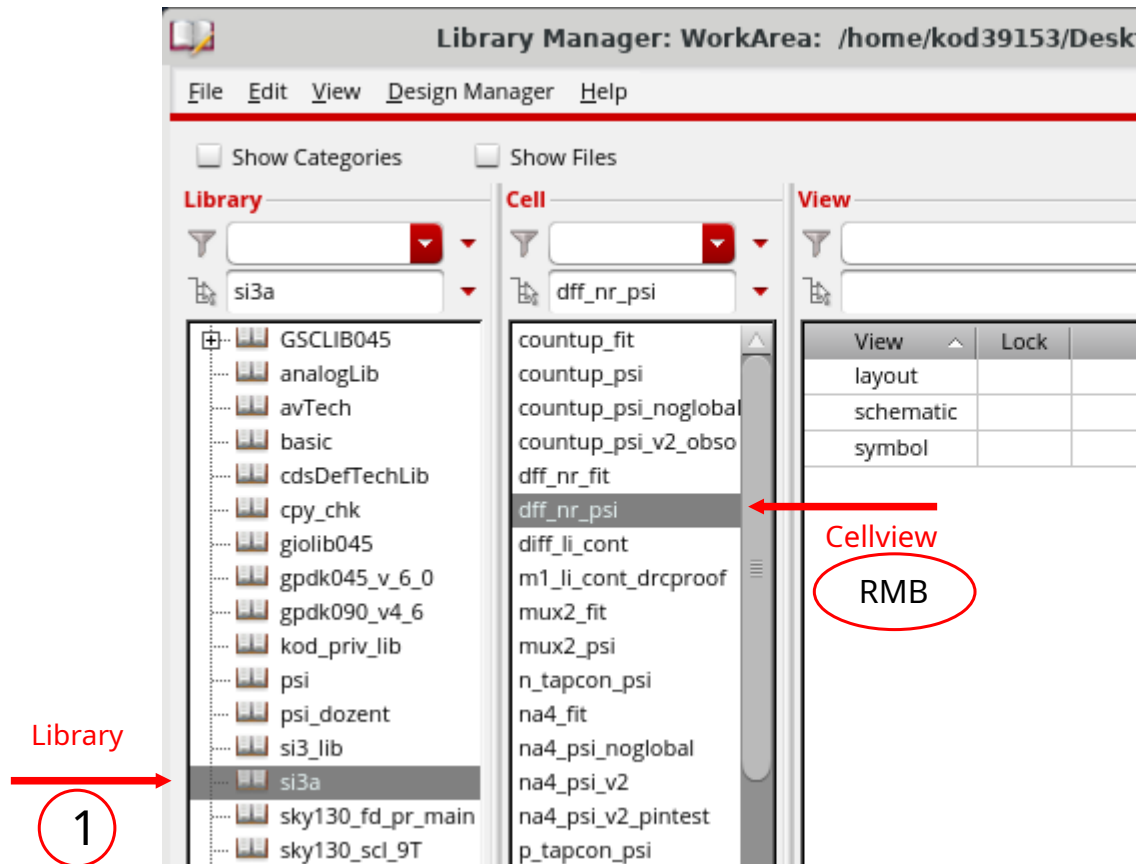 Library Manager: WorkArea: /home/kod39153/Desk
File Edit View Design Manager Help
Show Categories Show Files
Library Cell View
si3a dff_nr_psi
GSCLIB045
analogLib
avTech
basic
cdsDefTechLib
cpy_chk
giolib045
gpdk045_v_6_0
gpdk090_v4_6
kod_priv_lib
psi
psi_dozent
si3_lib
si3a
sky130_fd_pr_main
sky130_scl_9T
countup_fit
countup_psi
countup_psi_noglobal
countup_psi_v2_obso
dff_nr_fit
dff_nr_psi
diff_li_cont
m1_li_cont_drcproof
mux2_fit
mux2_psi
n_tapcon_psi
na4_fit
na4_psi_noglobal
na4_psi_v2
na4_psi_v2_pintest
p_tapcon_psi
View Lock
layout
schematic
symbol
Cellview
RMB
Library
1